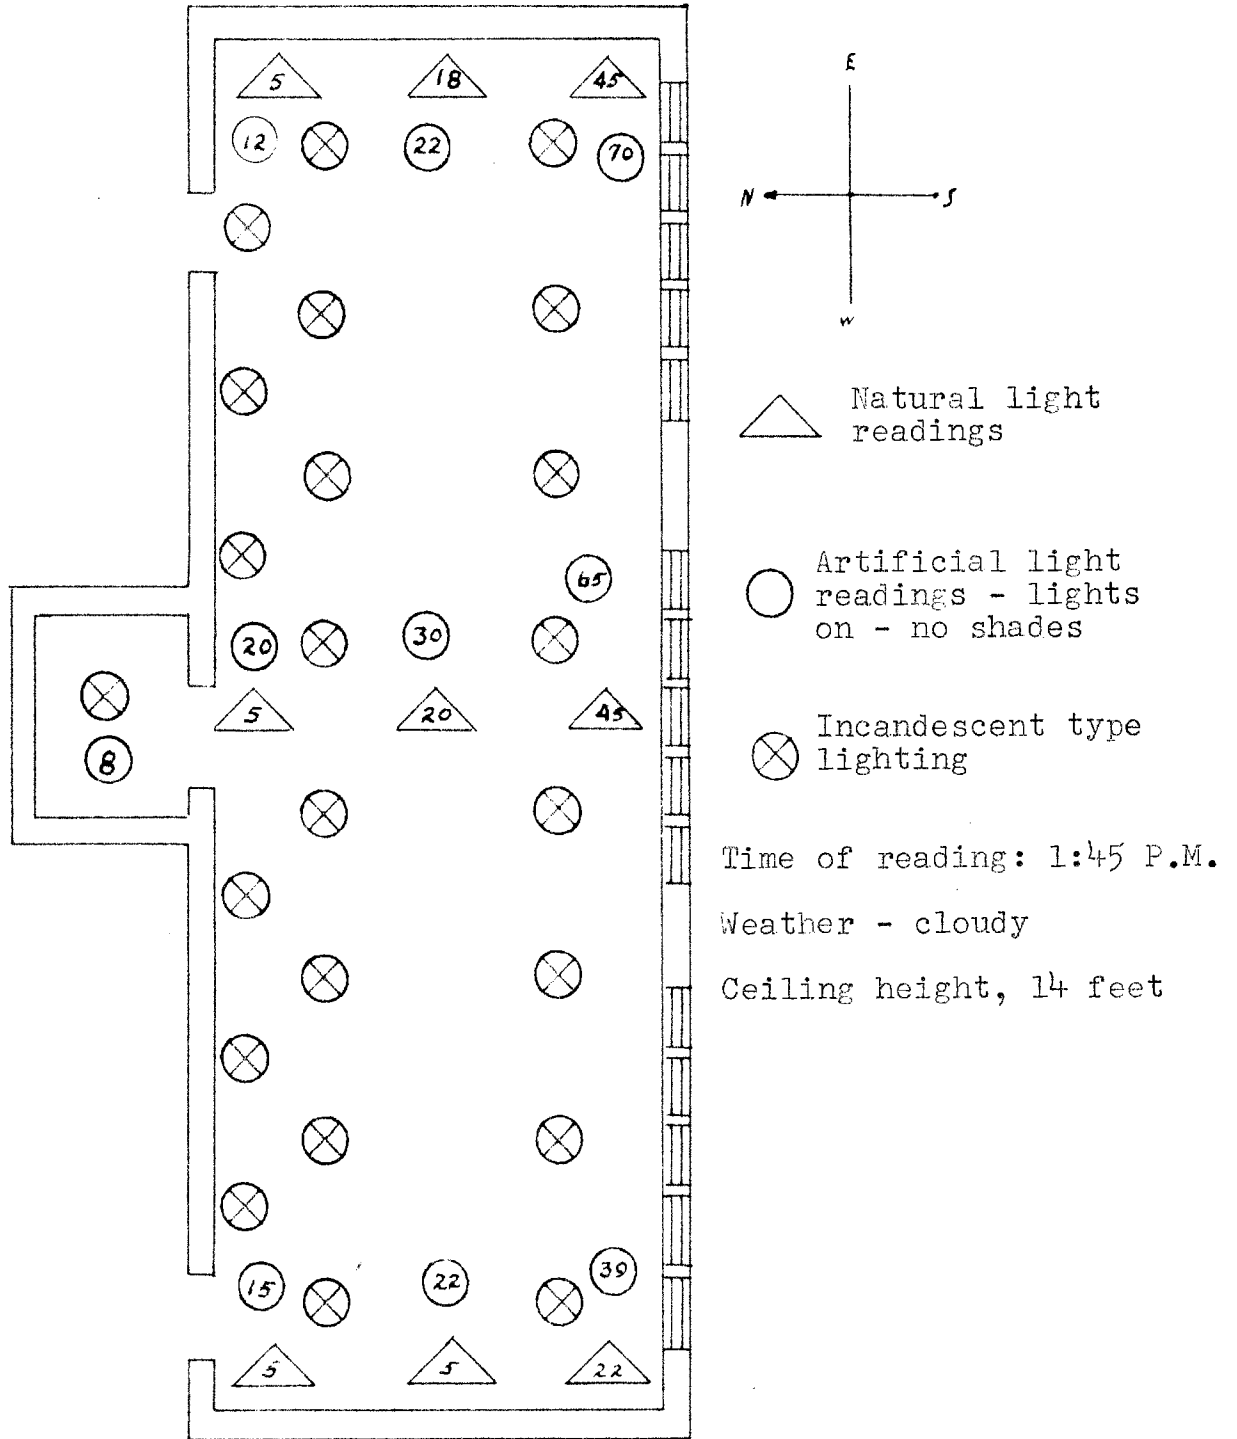 5 18 45
12 22 70
E
N S
W
Natural light
readings
Artificial light
readings - lights
on - no shades
65
20 30
5 20 45
8
Incandescent type
lighting
Time of reading: 1:45 P.M.
Weather - cloudy
Ceiling height, 14 feet
15 22 39
5 5 22